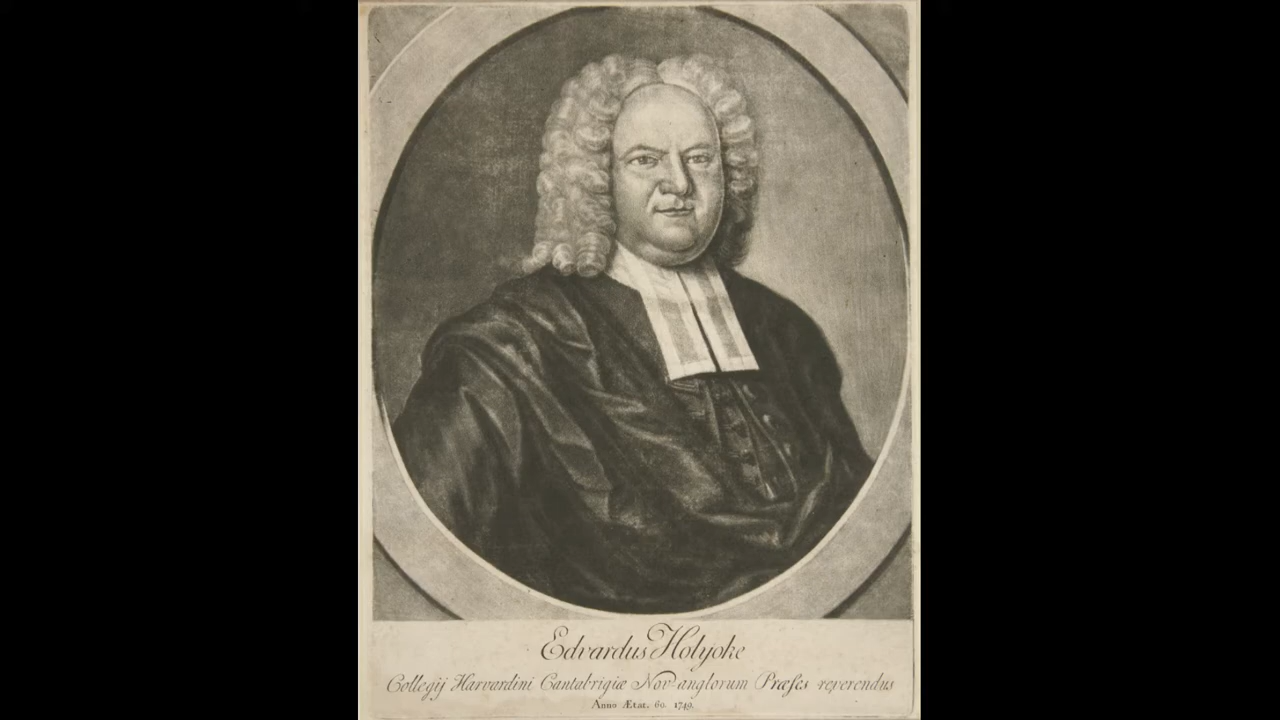 Edvardus Holyoke
Collegij Harvardini Cantabrigiæ Nov-anglorum Præses reverendus
Anno Ætat. 60. 1749.